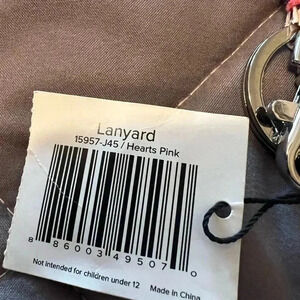 Lanyard
15957-J45 / Hearts Pink
8 86003 49507 0
Not intended for children under 12
Made in China